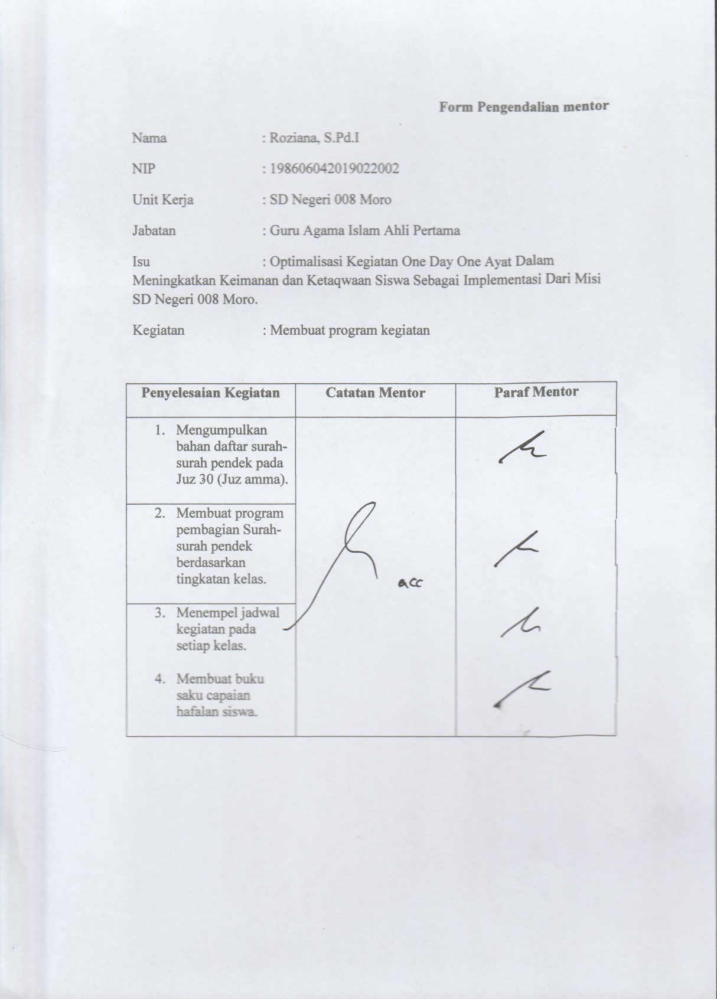 Form Pengendalian mentor
Nama : Roziana, S.Pd.I
NIP : 198606042019022002
Unit Kerja : SD Negeri 008 Moro
Jabatan : Guru Agama Islam Ahli Pertama
Isu : Optimalisasi Kegiatan One Day One Ayat Dalam
Meningkatkan Keimanan dan Ketaqwaan Siswa Sebagai Implementasi Dari Misi
SD Negeri 008 Moro.
Kegiatan : Membuat program kegiatan
Penyelesaian Kegiatan Catatan Mentor Paraf Mentor
1. Mengumpulkan
bahan daftar surah-
surah pendek pada
Juz 30 (Juz amma).
2. Membuat program
pembagian Surah-
surah pendek
berdasarkan
tingkatan kelas.
acc
3. Menempel jadwal
kegiatan pada
setiap kelas.
4. Membuat buku
saku capaian
hafalan siswa.